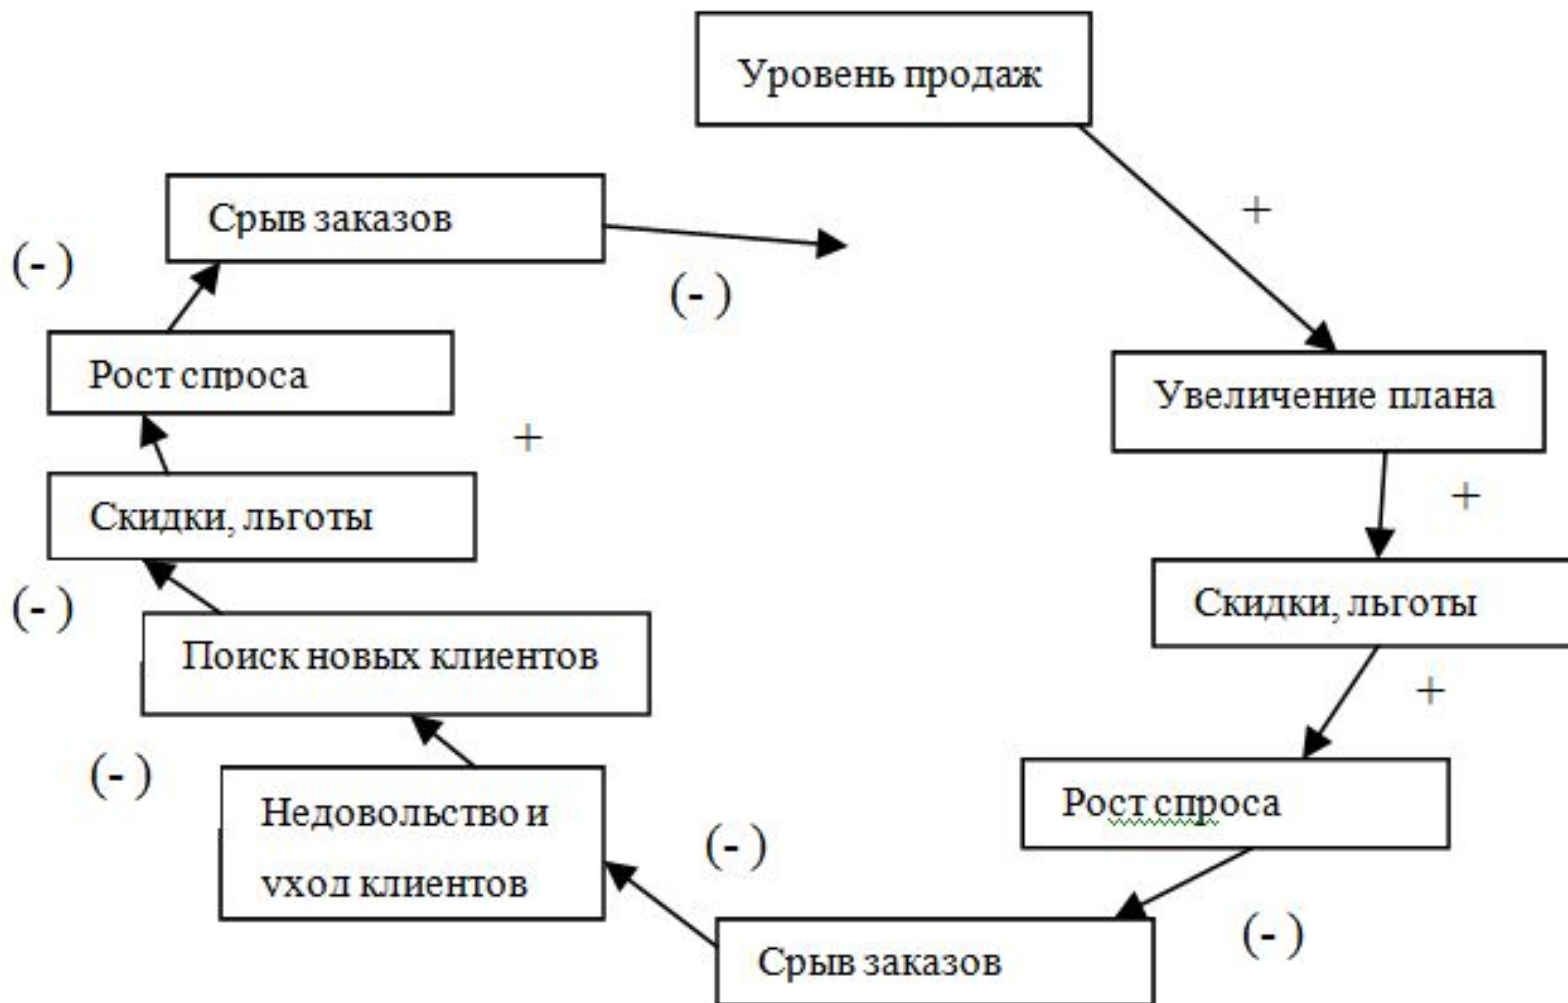 Уровень продаж
Срыв заказов
+
(- )
(- )
Рост спроса
Увеличение плана
+
Скидки, льготы
+
(- )
Скидки, льготы
Поиск новых клиентов
+
(- )
Недовольство и
уход клиентов
Рост спроса
(- )
(- )
Срыв заказов